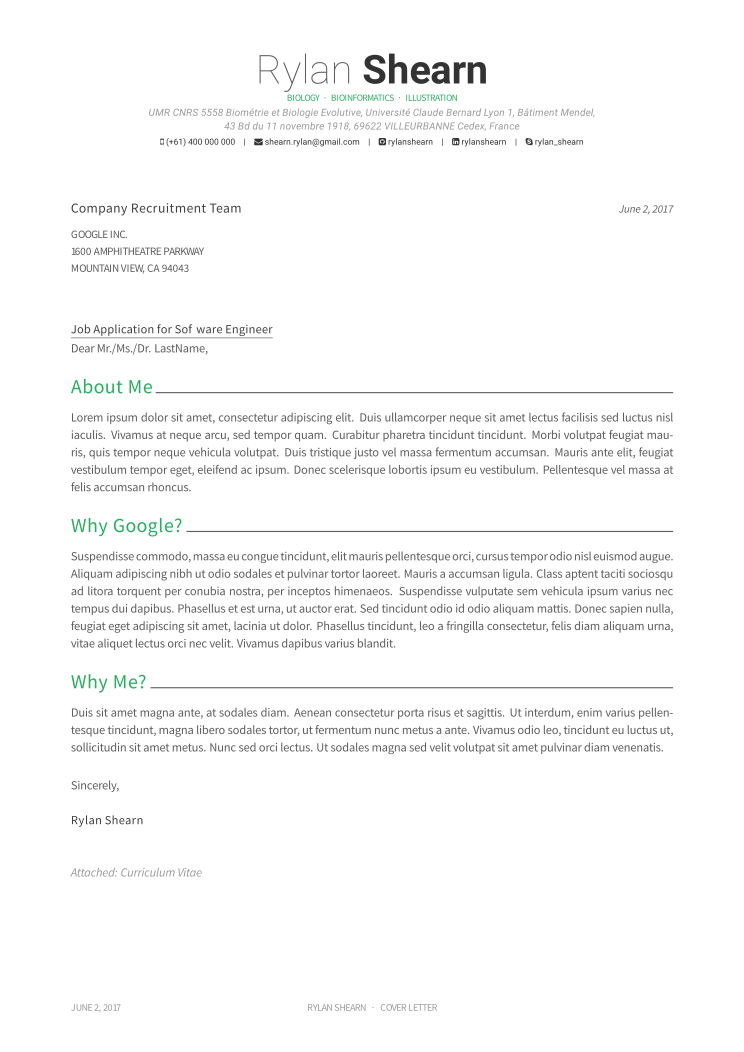 Rylan Shearn
BIOLOGY · BIOINFORMATICS · ILLUSTRATION
UMR CNRS 5558 Biométrie et Biologie Evolutive, Université Claude Bernard Lyon 1, Bâtiment Mendel,
43 Bd du 11 novembre 1918, 69622 VILLEURBANNE Cedex, France
(+61) 400 000 000 | shearn.rylan@gmail.com | rylanshearn | rylanshearn | rylan_shearn
Company Recruitment Team
June 2, 2017
GOOGLE INC.
1600 AMPHITHEATRE PARKWAY
MOUNTAIN VIEW, CA 94043
Job Application for Sof ware Engineer
Dear Mr./Ms./Dr. LastName,
About Me
Lorem ipsum dolor sit amet, consectetur adipiscing elit. Duis ullamcorper neque sit amet lectus facilisis sed luctus nisl
iaculis. Vivamus at neque arcu, sed tempor quam. Curabitur pharetra tincidunt tincidunt. Morbi volutpat feugiat mau-
ris, quis tempor neque vehicula volutpat. Duis tristique justo vel massa fermentum accumsan. Mauris ante elit, feugiat
vestibulum tempor eget, eleifend ac ipsum. Donec scelerisque lobortis ipsum eu vestibulum. Pellentesque vel massa at
felis accumsan rhoncus.
Why Google?
Suspendisse commodo, massa eu congue tincidunt, elit mauris pellentesque orci, cursus tempor odio nisl euismod augue.
Aliquam adipiscing nibh ut odio sodales et pulvinar tortor laoreet. Mauris a accumsan ligula. Class aptent taciti sociosqu
ad litora torquent per conubia nostra, per inceptos himenaeos. Suspendisse vulputate sem vehicula ipsum varius nec
tempus dui dapibus. Phasellus et est urna, ut auctor erat. Sed tincidunt odio id odio aliquam mattis. Donec sapien nulla,
feugiat eget adipiscing sit amet, lacinia ut dolor. Phasellus tincidunt, leo a fringilla consectetur, felis diam aliquam urna,
vitae aliquet lectus orci nec velit. Vivamus dapibus varius blandit.
Why Me?
Duis sit amet magna ante, at sodales diam. Aenean consectetur porta risus et sagittis. Ut interdum, enim varius pellen-
tesque tincidunt, magna libero sodales tortor, ut fermentum nunc metus a ante. Vivamus odio leo, tincidunt eu luctus ut,
sollicitudin sit amet metus. Nunc sed orci lectus. Ut sodales magna sed velit volutpat sit amet pulvinar diam venenatis.
Sincerely,
Rylan Shearn
Attached: Curriculum Vitae
JUNE 2, 2017
RYLAN SHEARN · COVER LETTER